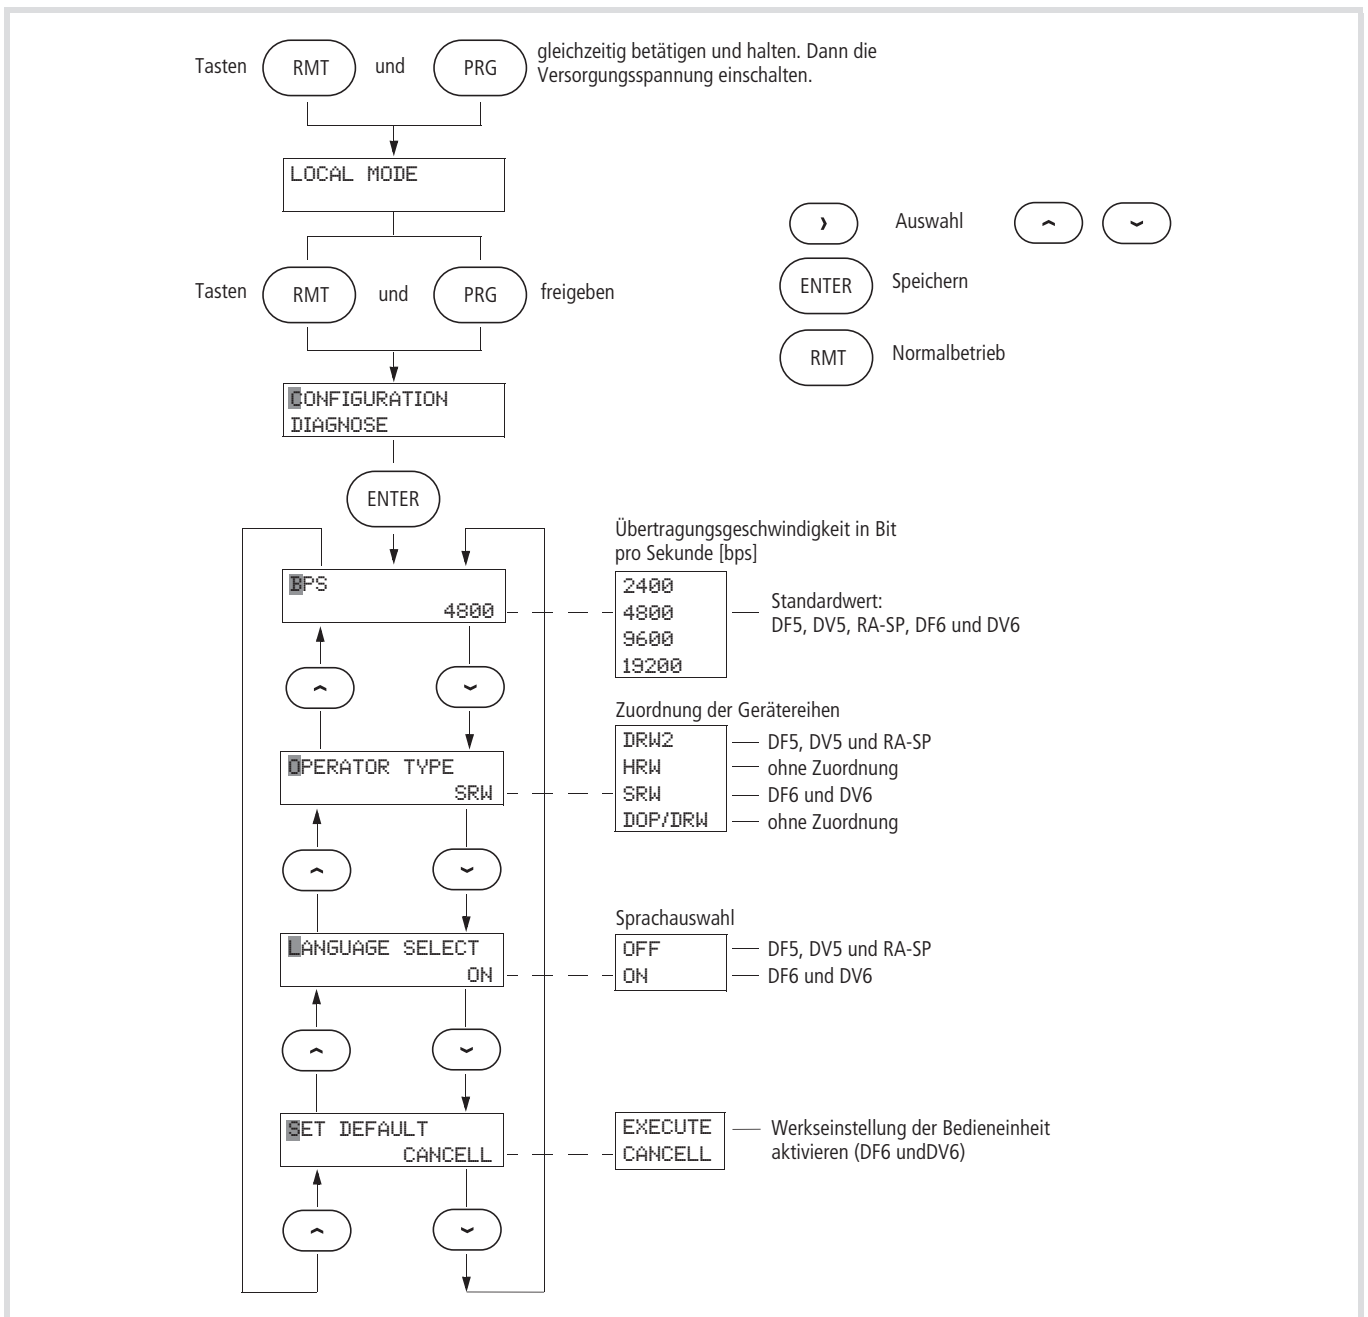 Tasten RMT und PRG gleichzeitig betätigen und halten. Dann die
Versorgungsspannung einschalten.
LOCAL MODE
Auswahl
Tasten RMT und PRG freigeben
ENTER Speichern
RMT Normalbetrieb
CONFIGURATION
DIAGNOSE
ENTER
Übertragungsgeschwindigkeit in Bit
pro Sekunde [bps]
BPS
4800
2400
4800
9600
19200
Standardwert:
DF5, DV5, RA-SP, DF6 und DV6
Zuordnung der Gerätereihen
OPERATOR TYPE
SRW
DRW2 DF5, DV5 und RA-SP
HRW ohne Zuordnung
SRW DF6 und DV6
DOP/DRW ohne Zuordnung
Sprachauswahl
LANGUAGE SELECT
ON
OFF DF5, DV5 und RA-SP
ON DF6 und DV6
SET DEFAULT
CANCELL
EXECUTE
CANCELL
Werkseinstellung der Bedieneinheit
aktivieren (DF6 undDV6)